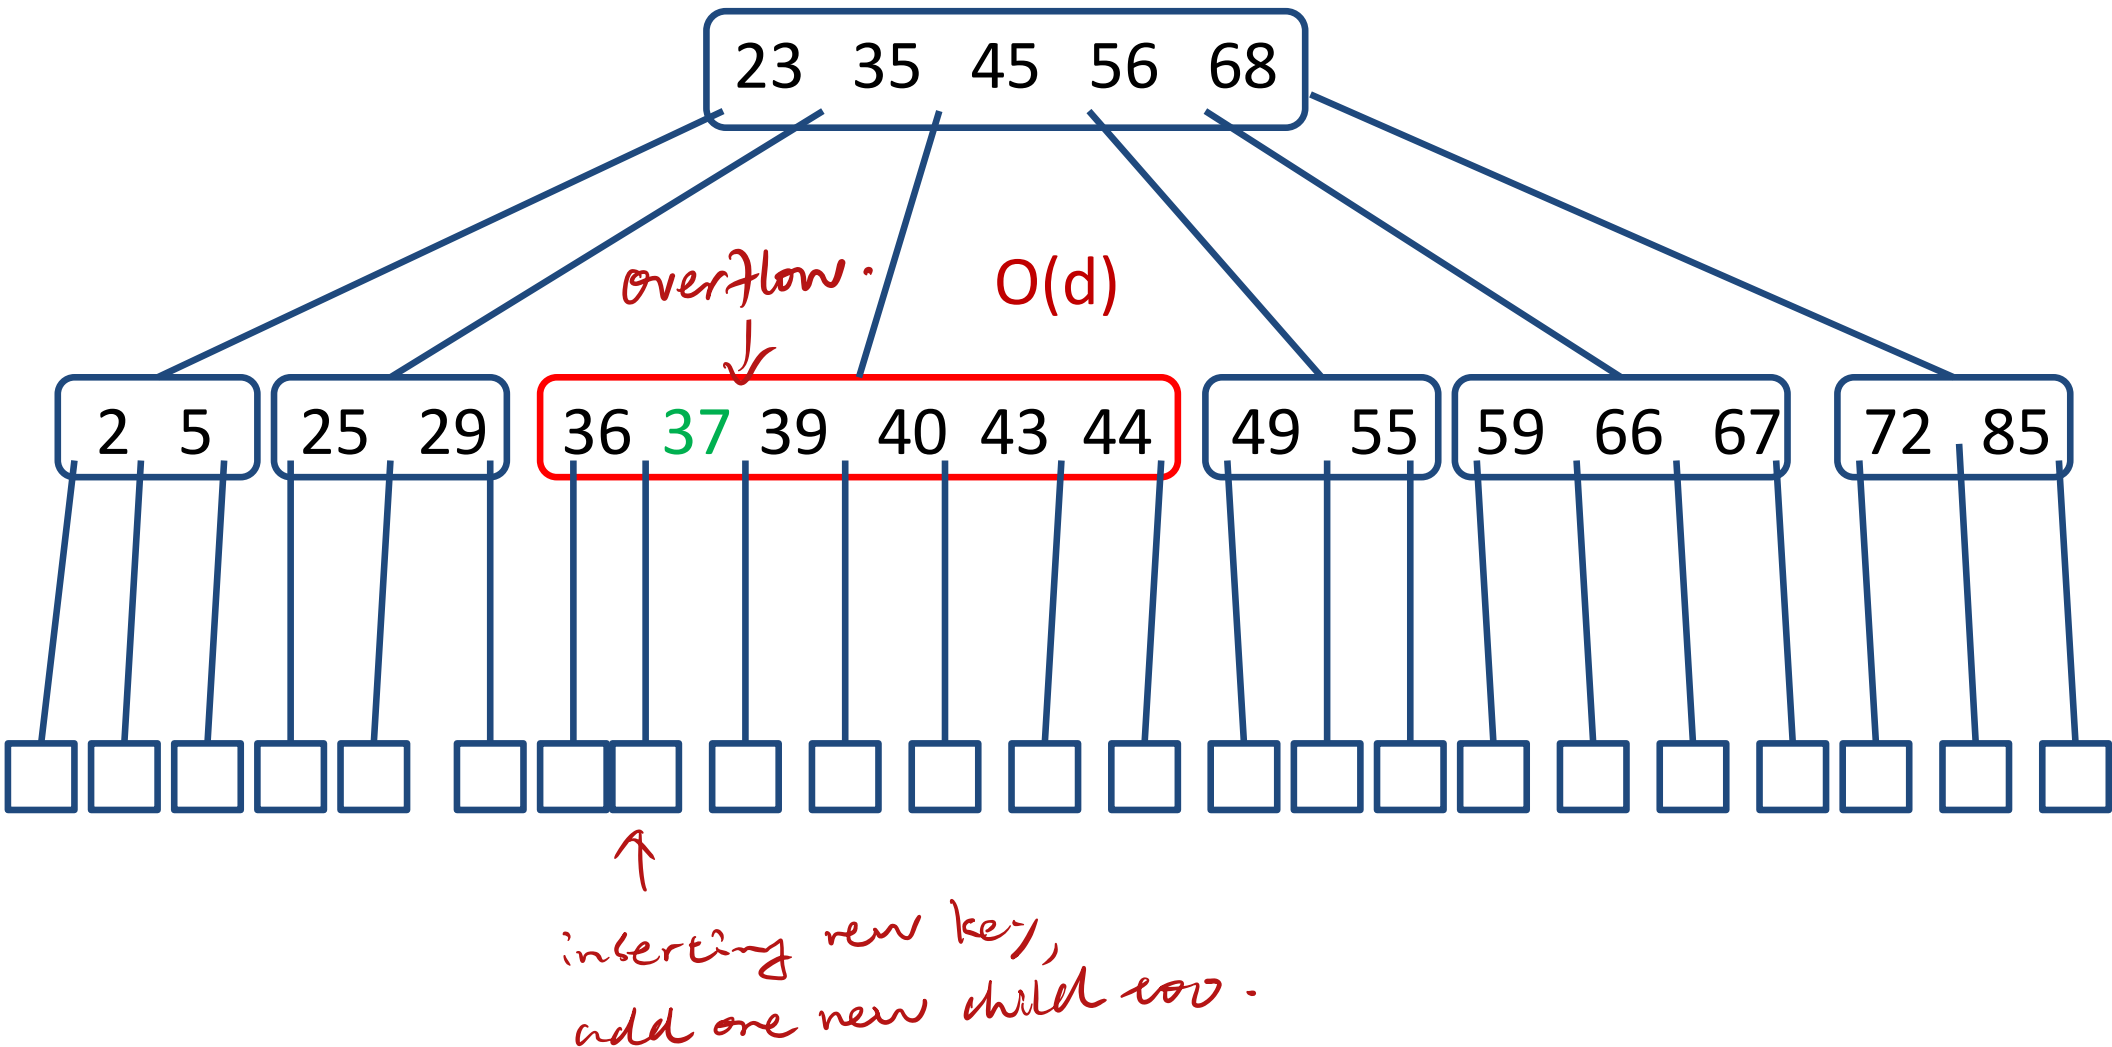 23 35 45 56 68
overflow.
O(d)
2 5
25 29
36 37 39 40 43 44
49 55
59 66 67
72 85
inserting new key,
add one new child too.